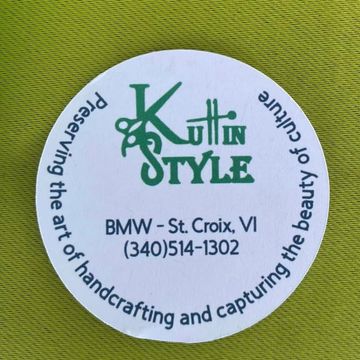 Kuttin
Style
BMW - St. Croix, VI
(340)514-1302
Preserving the art of handcrafting and capturing the beauty of culture